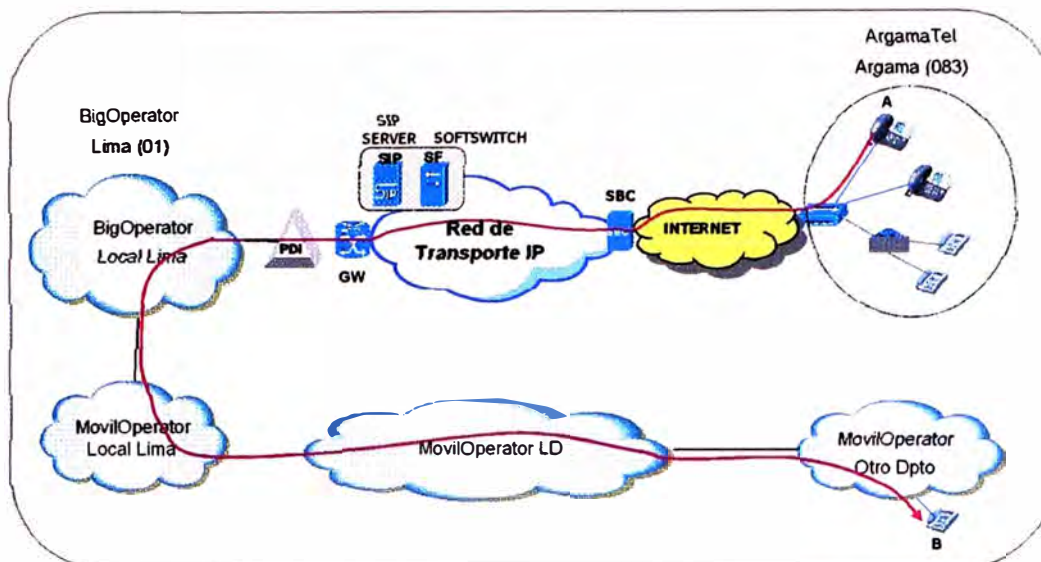 ArgamaTel
Argama (083)
A
BigOperator
Lima (01)
SIP
SERVER
SOFTSWITCH
SIP
SF
SBC
BigOperator
Local Lima
PDI
GW
Red de
Transporte IP
INTERNET
MovilOperator
Local Lima
MovilOperator LD
MovilOperator
Otro Dpto
B